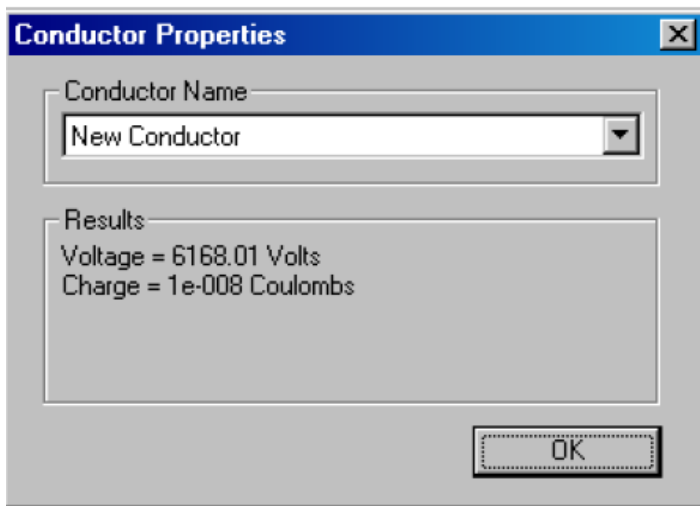 Conductor Properties
Conductor Name
New Conductor
Results
Voltage = 6168.01 Volts
Charge = 1e-008 Coulombs
OK